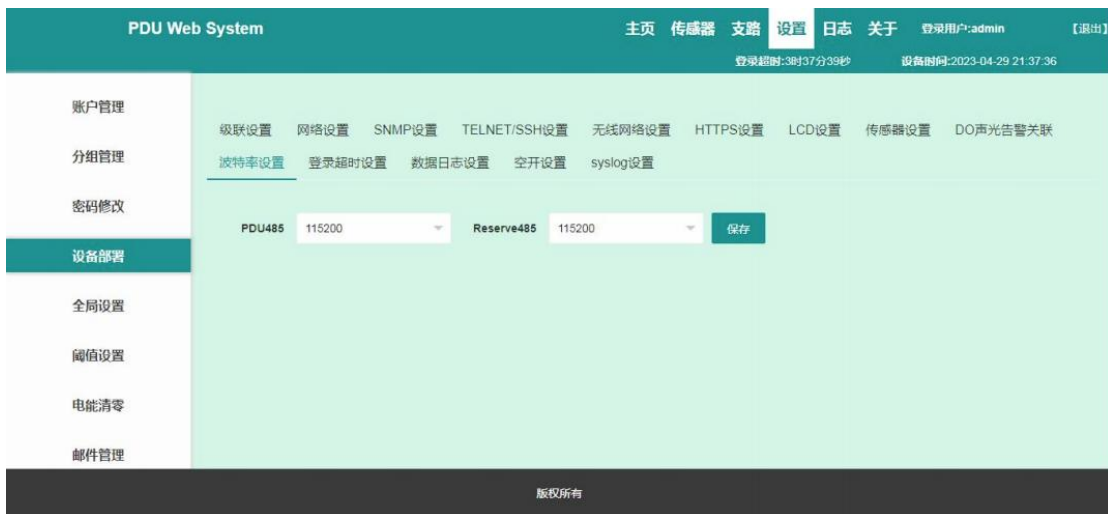 PDU Web System 主页 传感器 支路 设置 日志 关于 登录用户:admin 【退出】
登录超时:3时37分39秒 设备时间:2023-04-29 21:37:36
账户管理
分组管理
密码修改
设备部署
全局设置
阈值设置
电能清零
邮件管理
级联设置 网络设置 SNMP设置 TELNET/SSH设置 无线网络设置 HTTPS设置 LCD设置 传感器设置 DO声光告警关联
波特率设置 登录超时设置 数据日志设置 空开设置 syslog设置
PDU485 115200 Reserve485 115200 保存
版权所有